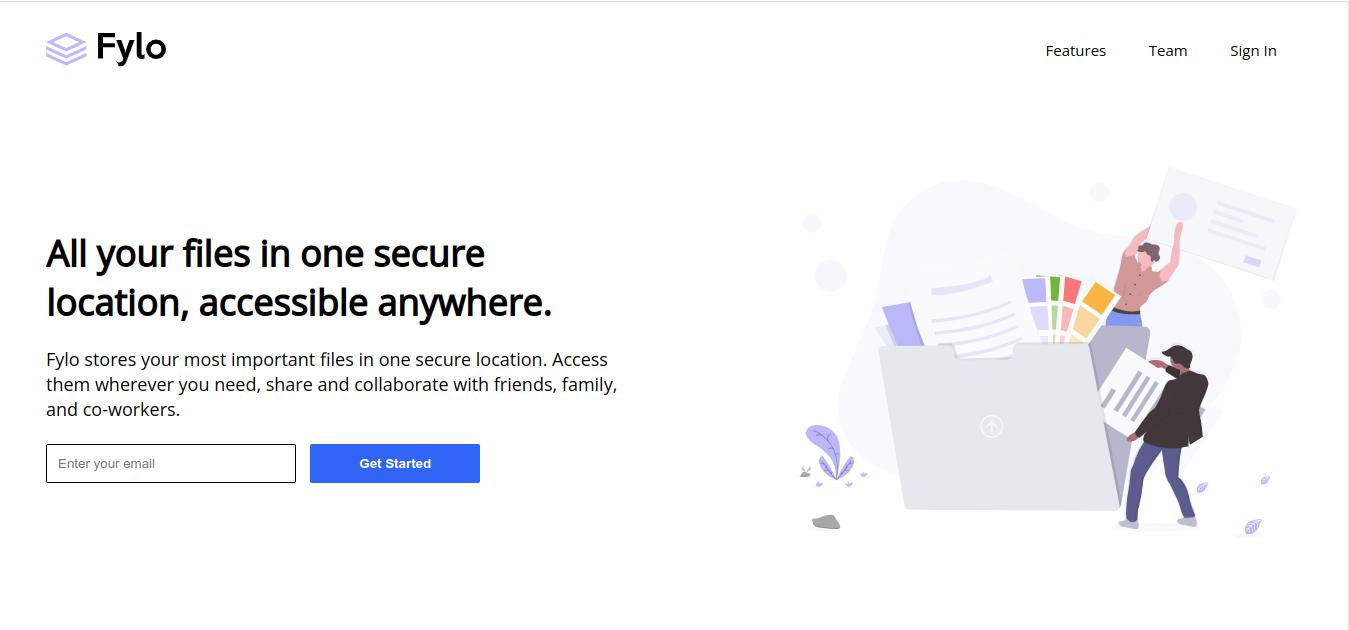 Fylo
Features
Team
Sign In
All your files in one secure
location, accessible anywhere.
Fylo stores your most important files in one secure location. Access
them wherever you need, share and collaborate with friends, family,
and co-workers.
Enter your email
Get Started